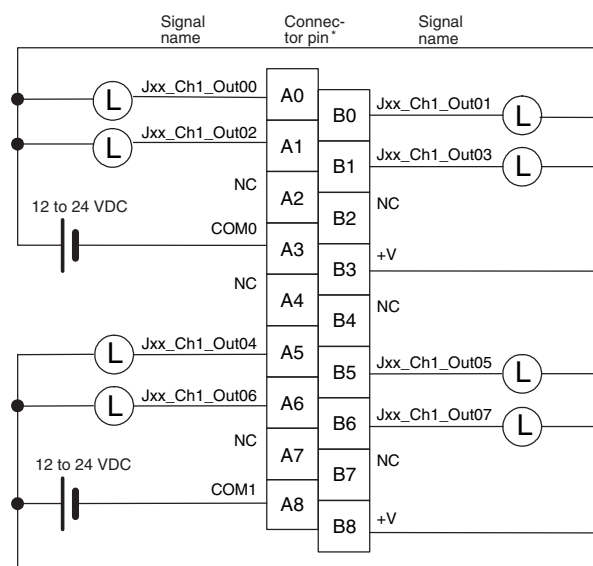 Signal name
Connec-tor pin*
Signal name
Jxx_Ch1_Out00
A0
L
B0
Jxx_Ch1_Out01
L
Jxx_Ch1_Out02
A1
L
B1
Jxx_Ch1_Out03
L
NC
A2
B2
NC
12 to 24 VDC
COM0
A3
B3
+V
NC
A4
B4
NC
L
Jxx_Ch1_Out04
A5
B5
Jxx_Ch1_Out05
L
L
Jxx_Ch1_Out06
A6
B6
Jxx_Ch1_Out07
L
NC
A7
B7
NC
12 to 24 VDC
COM1
A8
B8
+V